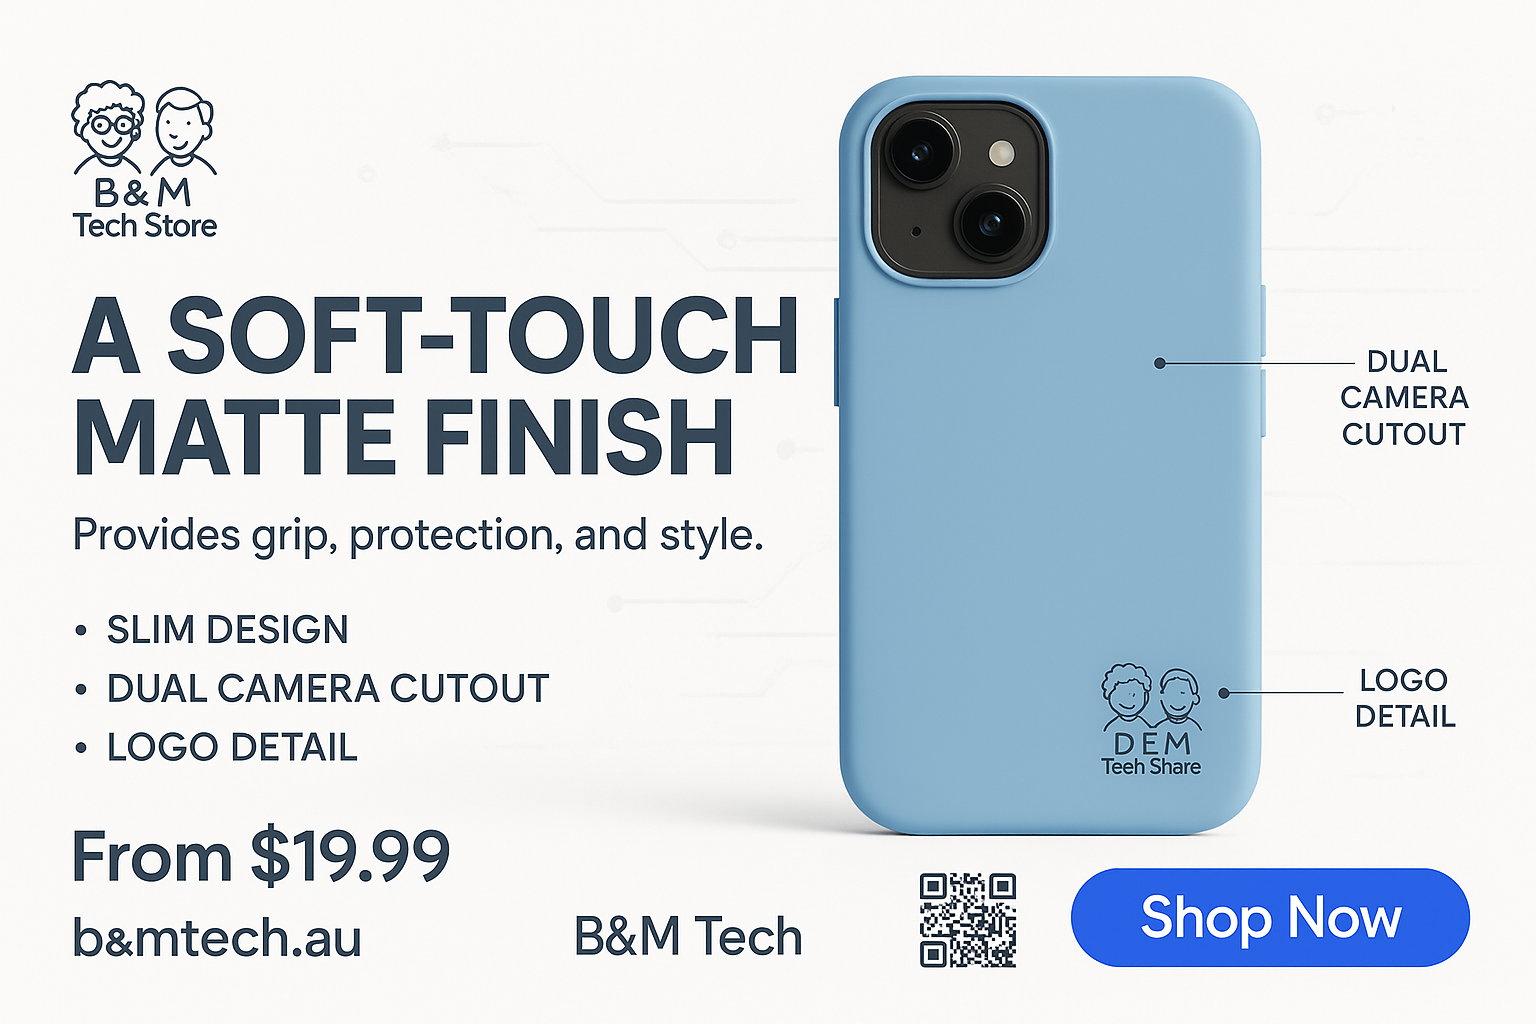 B & M
Tech Store
A SOFT-TOUCH
MATTE FINISH
Provides grip, protection, and style.
• SLIM DESIGN
• DUAL CAMERA CUTOUT
• LOGO DETAIL
From $19.99
b&mtech.au
B&M Tech
Shop Now
DUAL
CAMERA
CUTOUT
LOGO
DETAIL
DEM
Teeh Share